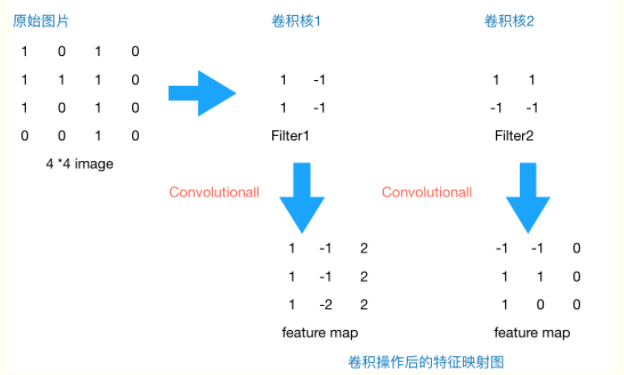 原始图片
卷积核1
卷积核2
1 0 1 0
1 1 1 0
1 0 1 0
0 0 1 0
4 *4 image
1 -1
1 -1
Filter1
1 1
-1 -1
Filter2
Convolutionall
Convolutionall
1 -1 2
1 -1 2
1 -2 2
feature map
-1 -1 0
1 1 0
1 0 0
feature map
卷积操作后的特征映射图